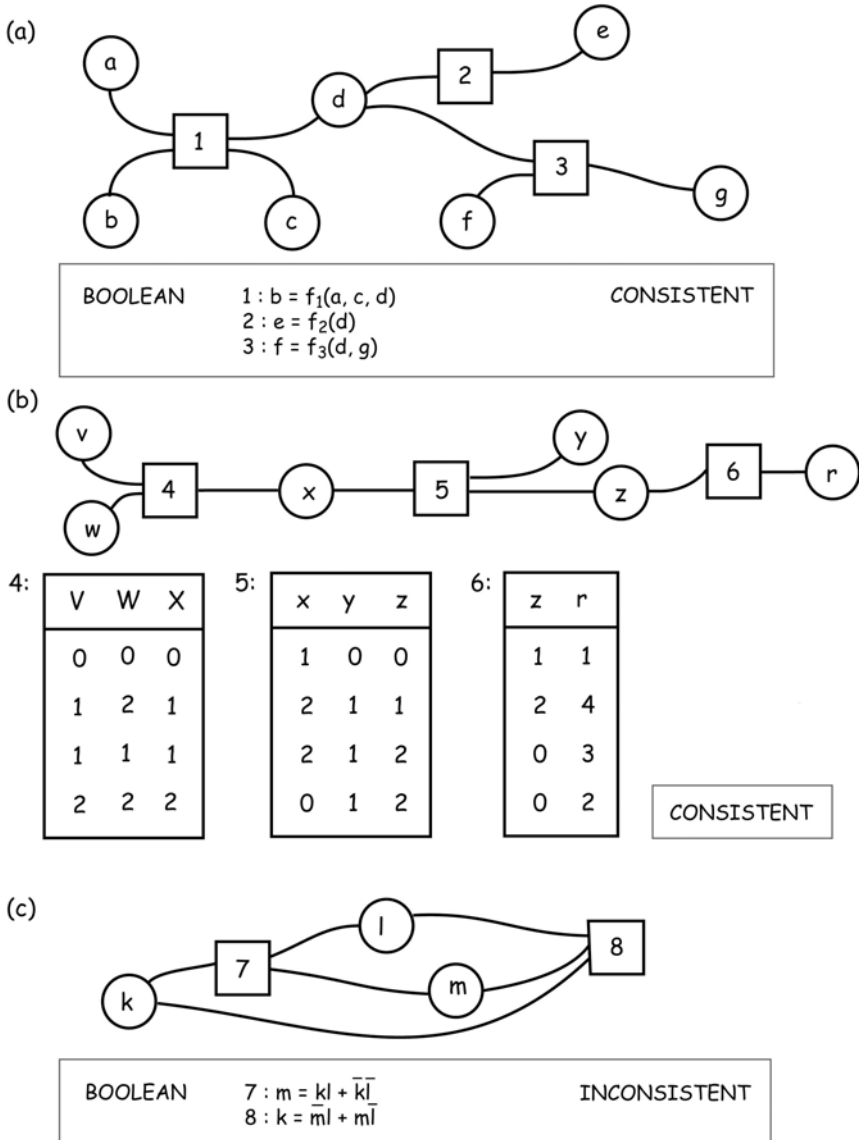 (a)
a
b
c
1
d
2
e
3
f
g
BOOLEAN 1 : b = f₁(a, c, d) CONSISTENT
2 : e = f₂(d)
3 : f = f₃(d, g)
(b)
v
w
4
x
5
y
z
6
r
4: 5: 6:
V W X x y z z r
0 0 0 1 0 0 1 1
1 2 1 2 1 1 2 4
1 1 1 2 1 2 0 3
2 2 2 0 1 2 0 2
CONSISTENT
(c)
k
7
l
m
8
BOOLEAN 7 : m = kl + k̅l̅ INCONSISTENT
8 : k = m̅l + ml̅